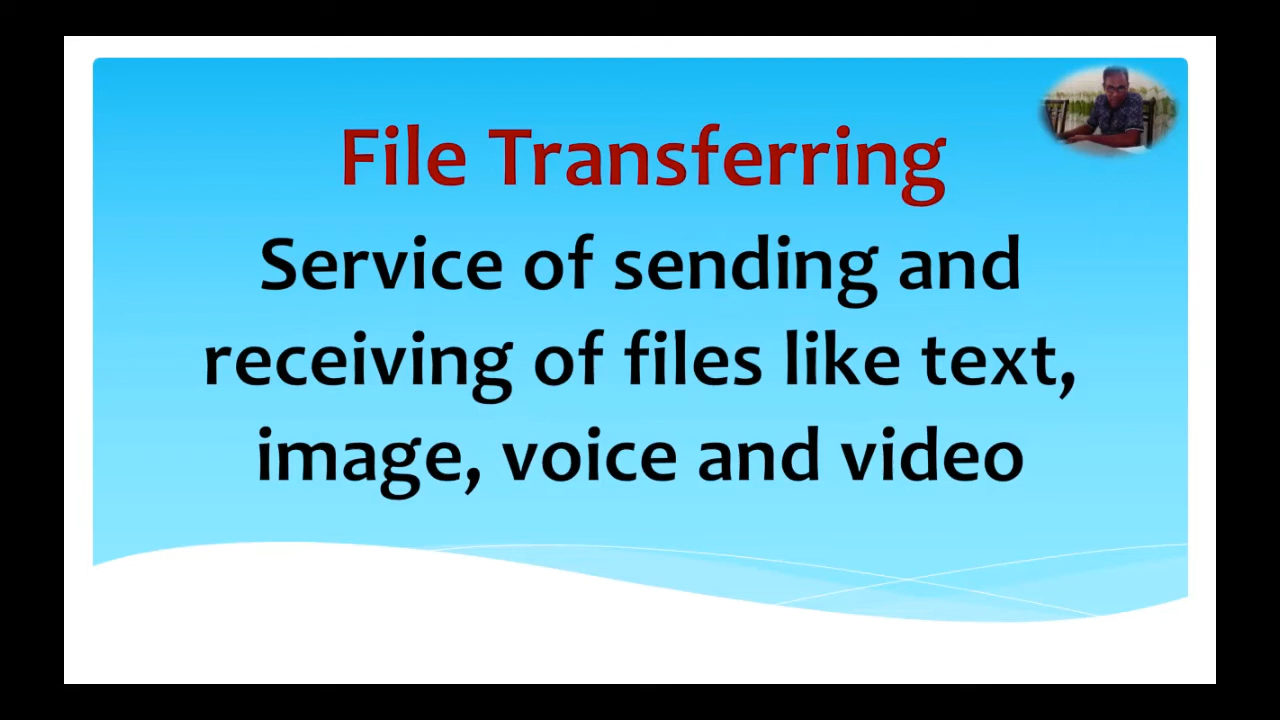 File Transferring
Service of sending and
receiving of files like text,
image, voice and video